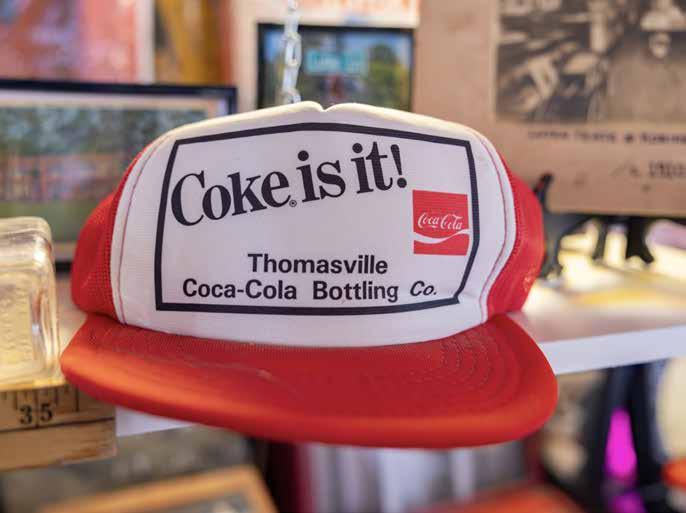 Coke® is it!
Coca-Cola
Thomasville
Coca-Cola Bottling Co.
35